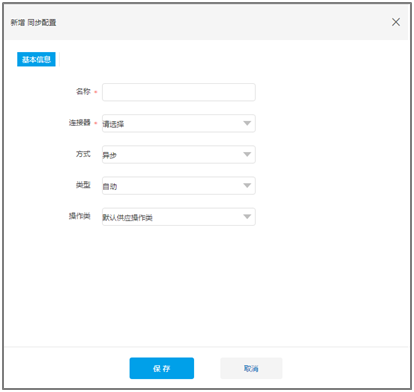 新增 同步配置
基本信息
名称 *
连接器 * 请选择
方式 异步
类型 自动
操作类 默认供应操作类
保存 取消